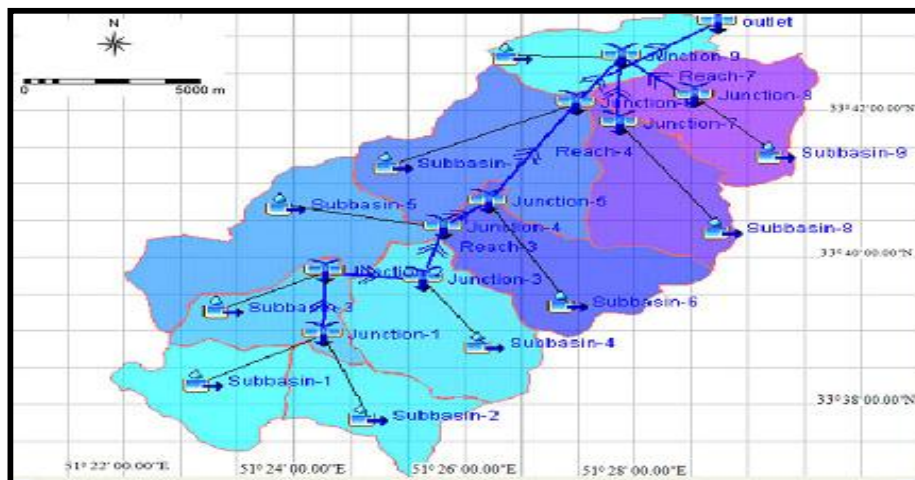 N
0 5000 m
outlet
Junction-9
Reach-7
Junction-8
33° 42' 00.00"N
Junction-7
Reach-4
Subbasin-
Subbasin-9
Subbasin-5
Junction-5
Junction-4
Subbasin-8
Reach-3
33° 40' 00.00"N
Junction-3
Subbasin-3
Subbasin-6
Junction-1
Subbasin-4
Subbasin-1
Subbasin-2
33° 38' 00.00"N
51° 22' 00.00"E
51° 24' 00.00"E
51° 26' 00.00"E
51° 28' 00.00"E